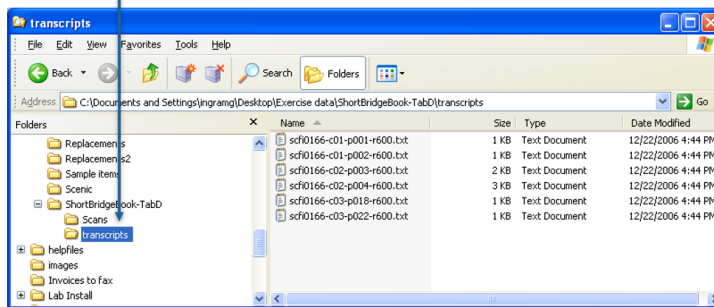 transcripts
File Edit View Favorites Tools Help
Back Search Folders
Address C:\Documents and Settings\ingramg\Desktop\Exercise data\ShortBridgeBook-TabD\transcripts Go
Folders
Replacements
Replacements2
Sample items
Scenic
ShortBridgeBook-TabD
Scans
transcripts
helpfiles
images
Invoices to fax
Lab Install
Name Size Type Date Modified
scfi0166-c01-p001-r600.txt 1 KB Text Document 12/22/2006 4:44 PM
scfi0166-c01-p002-r600.txt 1 KB Text Document 12/22/2006 4:44 PM
scfi0166-c02-p003-r600.txt 2 KB Text Document 12/22/2006 4:44 PM
scfi0166-c02-p004-r600.txt 3 KB Text Document 12/22/2006 4:44 PM
scfi0166-c03-p018-r600.txt 1 KB Text Document 12/22/2006 4:44 PM
scfi0166-c03-p022-r600.txt 1 KB Text Document 12/22/2006 4:44 PM